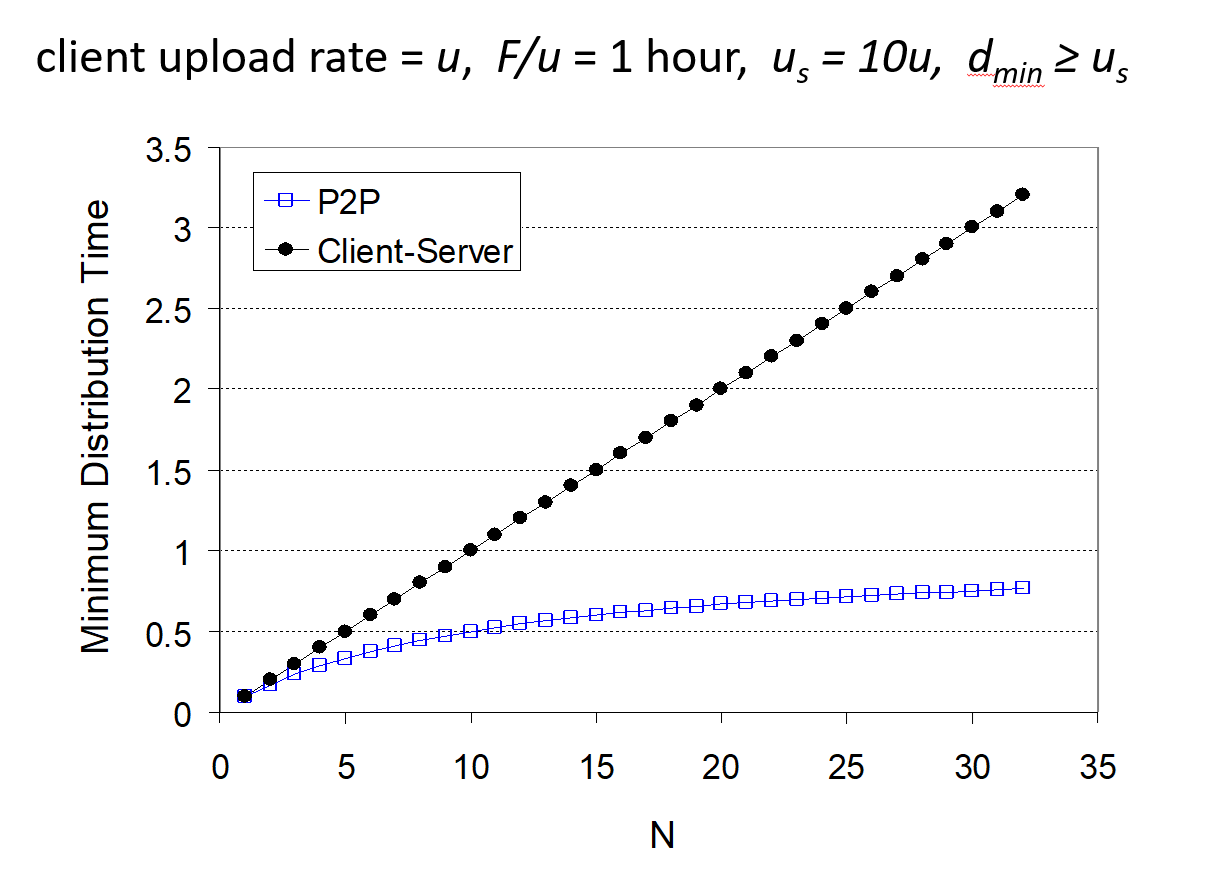 client upload rate = u, F/u = 1 hour, uₛ = 10u, dₘᵢₙ ≥ uₛ
3.5
P2P
3
Client-Server
2.5
Minimum Distribution Time
2
1.5
1
0.5
0
0 5 10 15 20 25 30 35
N